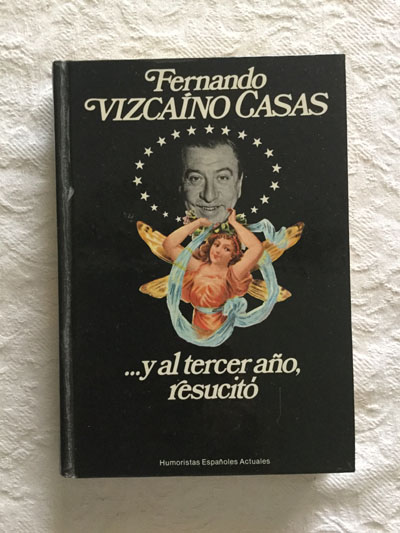 Fernando
VIZCAÍNO CASAS
...y al tercer año,
resucitó
Humoristas Españoles Actuales